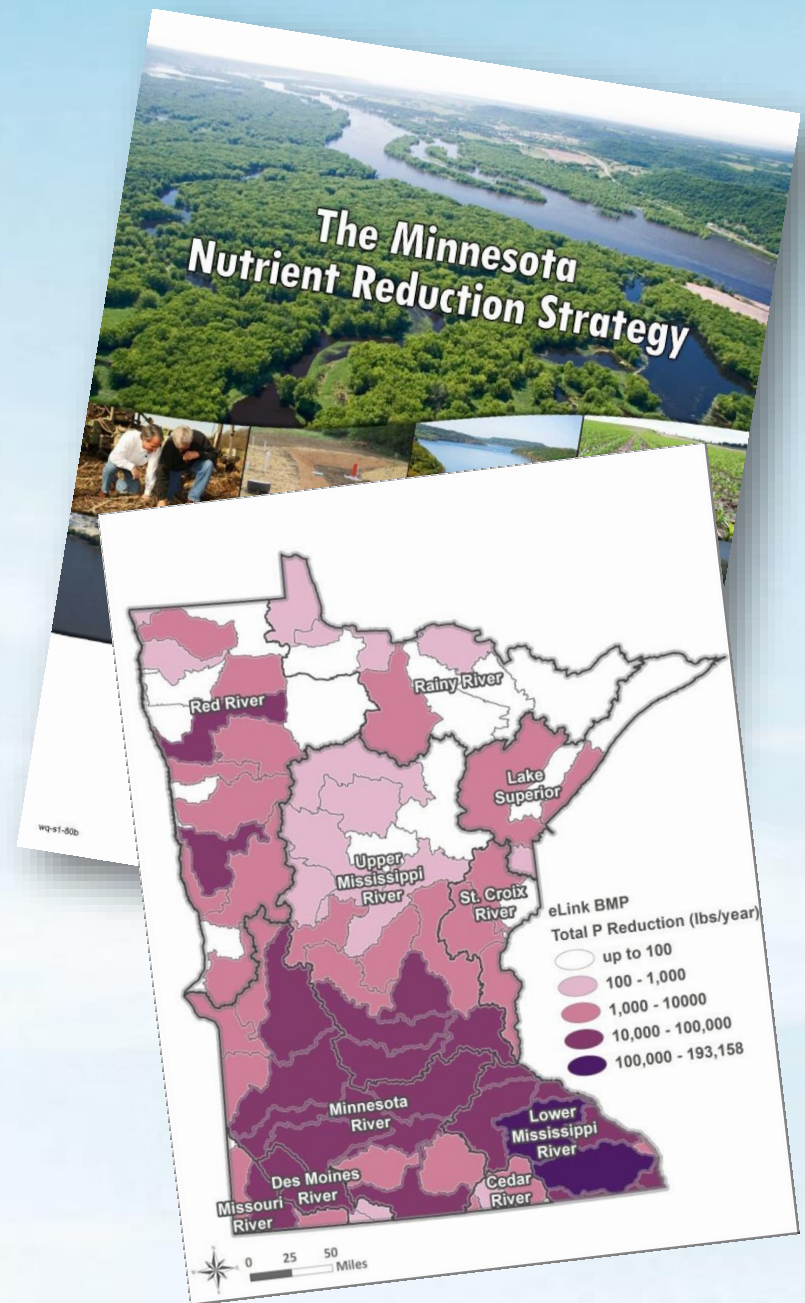 The Minnesota
Nutrient Reduction Strategy
wq-s1-80b
Red River
Rainy River
Lake
Superior
Upper
Mississippi
River
St. Croix
River
eLink BMP
Total P Reduction (lbs/year)
up to 100
100 - 1,000
1,000 - 10000
10,000 - 100,000
100,000 - 193,158
Minnesota
River
Lower
Mississippi
River
Des Moines
River
Cedar
River
Missouri
River
0 25 50
Miles